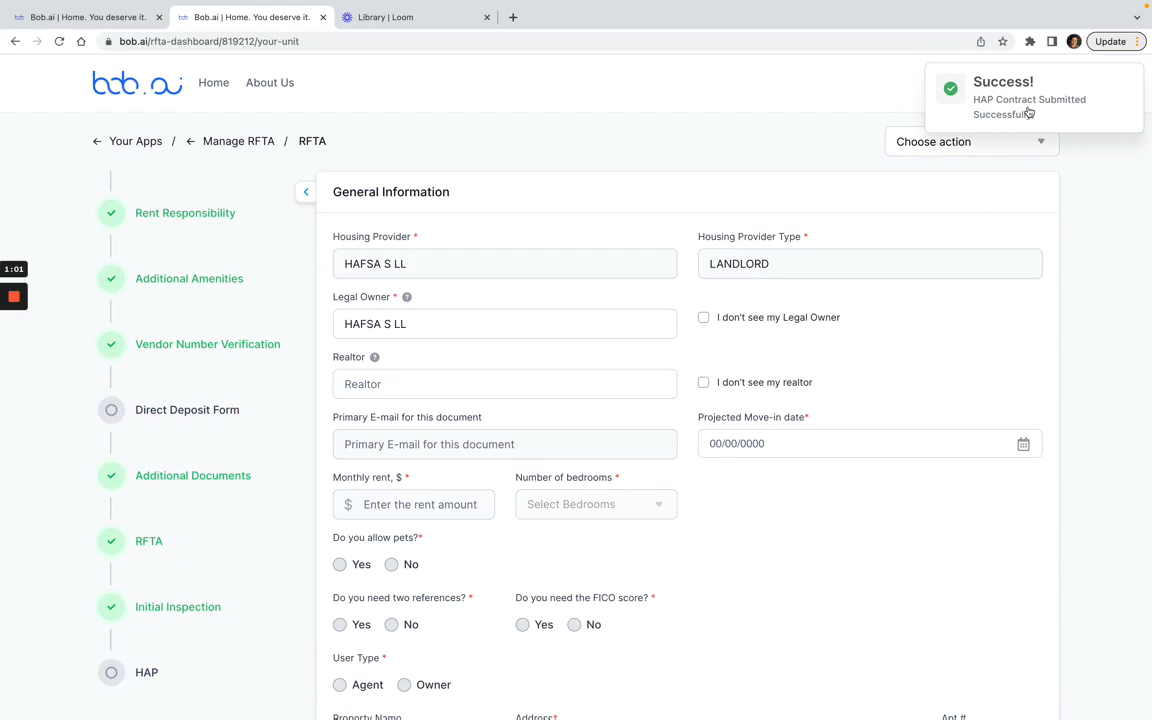 Bob.ai | Home. You deserve it.
Bob.ai | Home. You deserve it.
Library | Loom
bob.ai/rfta-dashboard/819212/your-unit
Update
bob.ai
Home
About Us
Success!
HAP Contract Submitted
Your Apps
/
Manage RFTA
/
RFTA
Choose action
Rent Responsibility
Additional Amenities
Vendor Number Verification
Direct Deposit Form
Additional Documents
RFTA
Initial Inspection
HAP
1:01
General Information
Housing Provider *
Housing Provider Type *
HAFSA S LL
LANDLORD
Legal Owner * ?
HAFSA S LL
I don't see my Legal Owner
Realtor ?
Realtor
I don't see my realtor
Primary E-mail for this document
Projected Move-in date*
Primary E-mail for this document
00/00/0000
Monthly rent, $ *
Number of bedrooms *
$ Enter the rent amount
Select Bedrooms
Do you allow pets?*
Yes
No
Do you need two references? *
Do you need the FICO score? *
Yes
No
Yes
No
User Type *
Agent
Owner
Property Name
Address*
Apt #